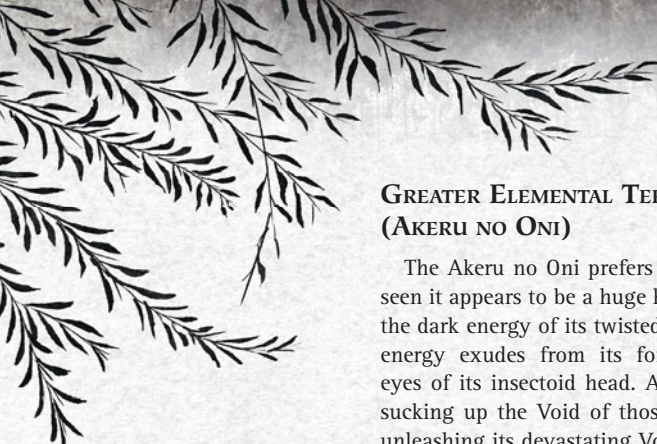 Greater Elemental
(Akeru no Oni)
The Akeru no Oni prefers
seen it appears to be a huge
the dark energy of its twisted
energy exudes from its
eyes of its insectoid head.
sucking up the Void of
unleashing its devastating